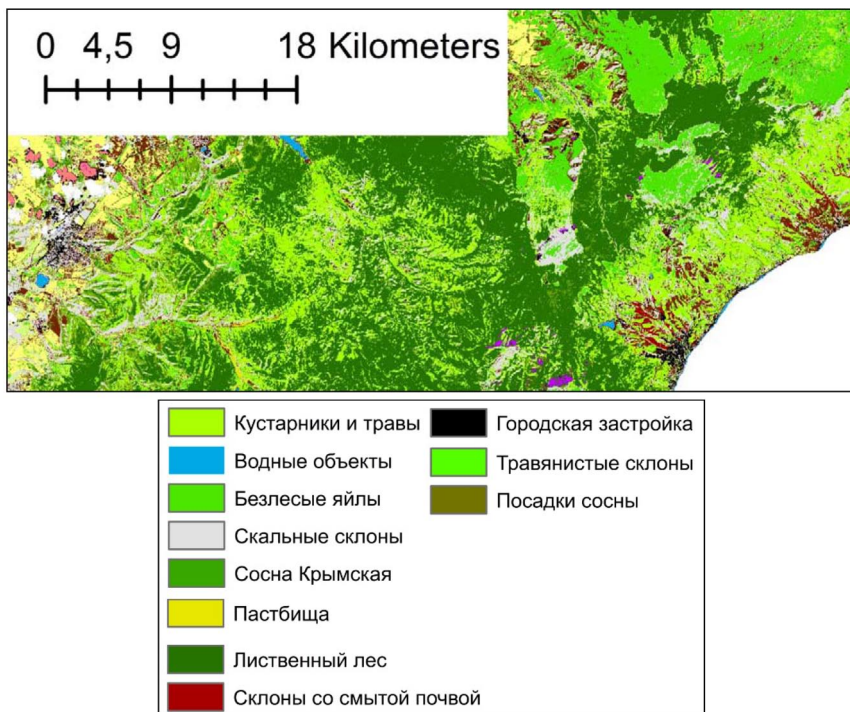 0 4,5 9 18 Kilometers
Кустарники и травы
Водные объекты
Безлесые яйлы
Скальные склоны
Сосна Крымская
Пастбища
Лиственный лес
Склоны со смытой почвой
Городская застройка
Травянистые склоны
Посадки сосны